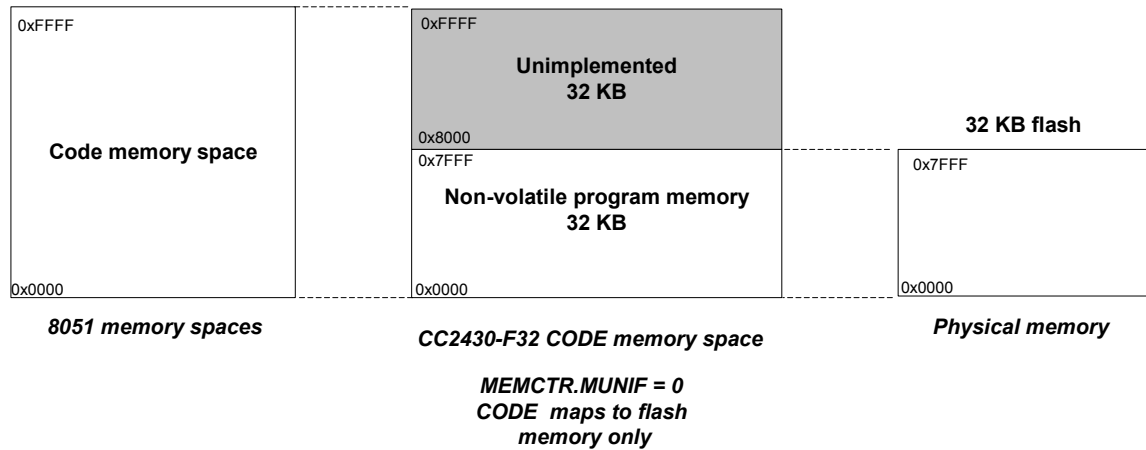 0xFFFF
Code memory space
0x0000
8051 memory spaces
0xFFFF
Unimplemented
32 KB
0x8000
0x7FFF
Non-volatile program memory
32 KB
0x0000
CC2430-F32 CODE memory space
MEMCTR.MUNIF = 0
CODE maps to flash
memory only
32 KB flash
0x7FFF
0x0000
Physical memory